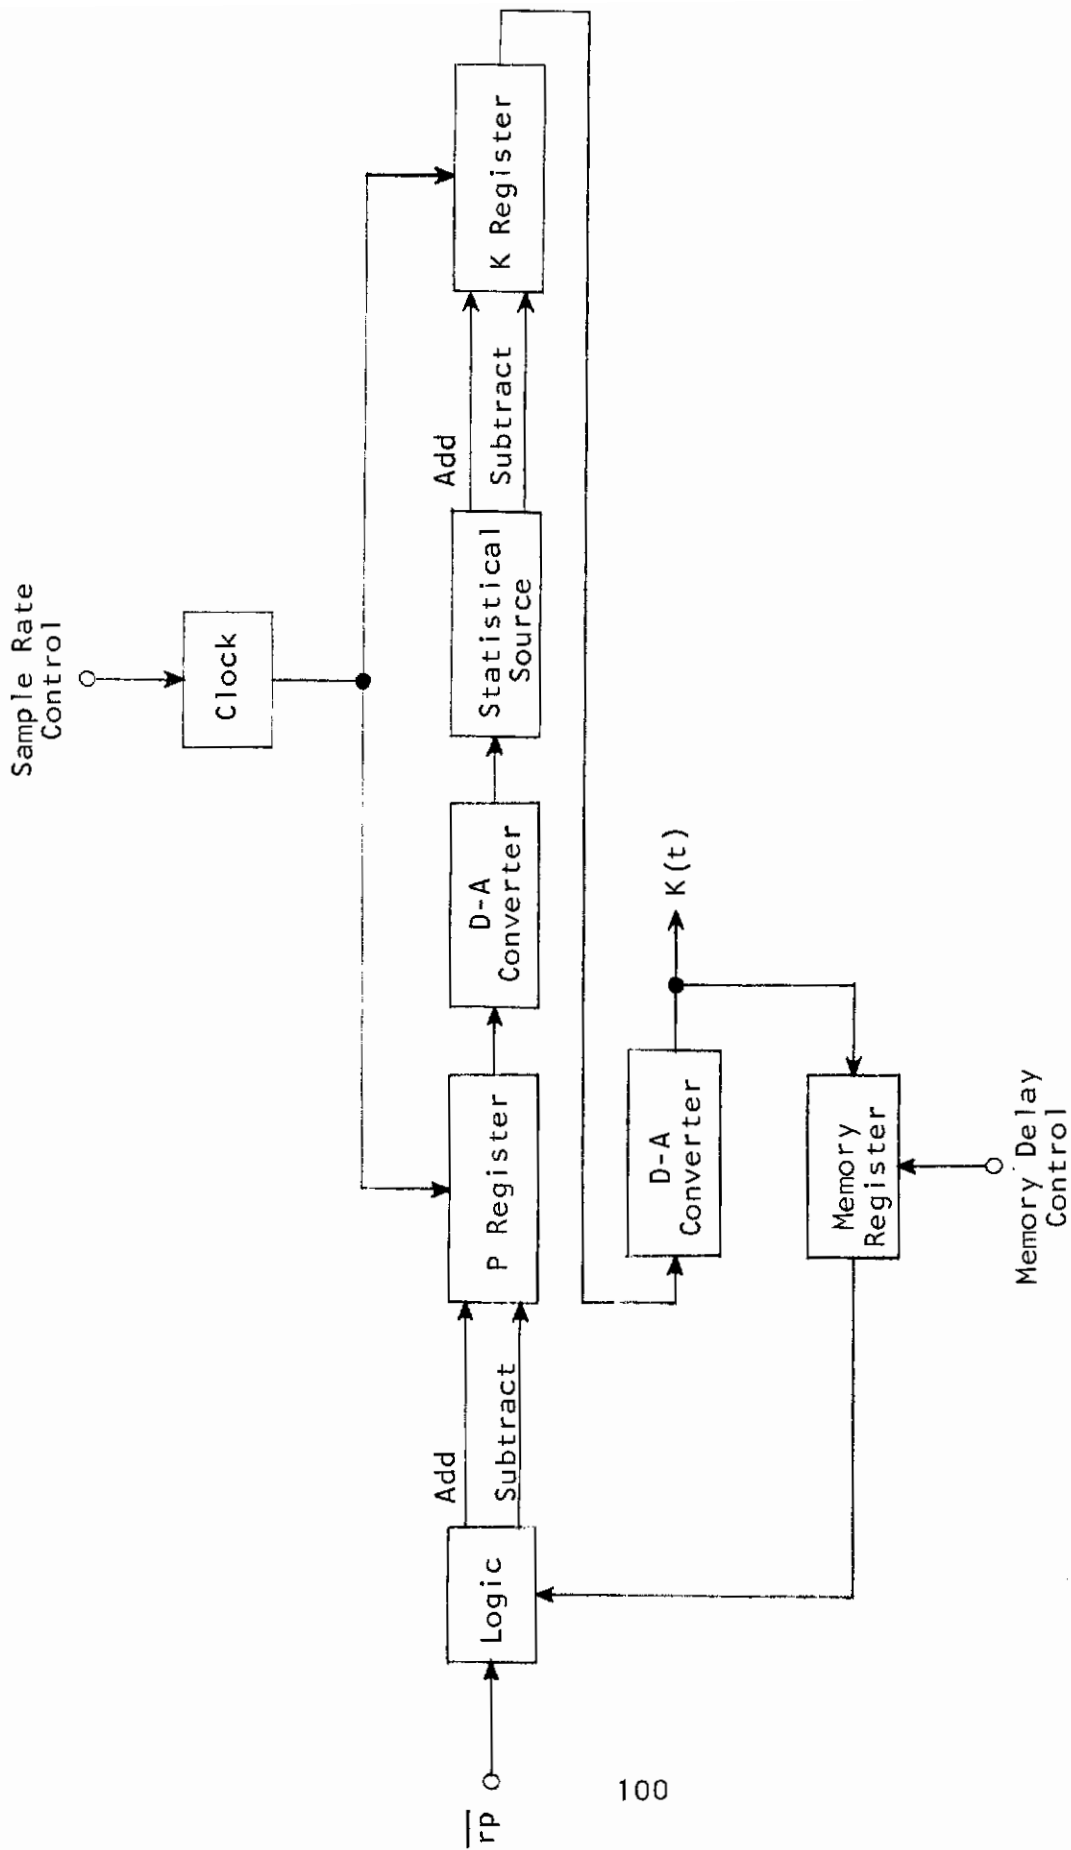 Sample Rate
Control
Clock
r̅p̅
Logic
Add
Subtract
P Register
D-A
Converter
Statistical
Source
Add
Subtract
K Register
D-A
Converter
K(t)
Memory
Register
Memory Delay
Control
100